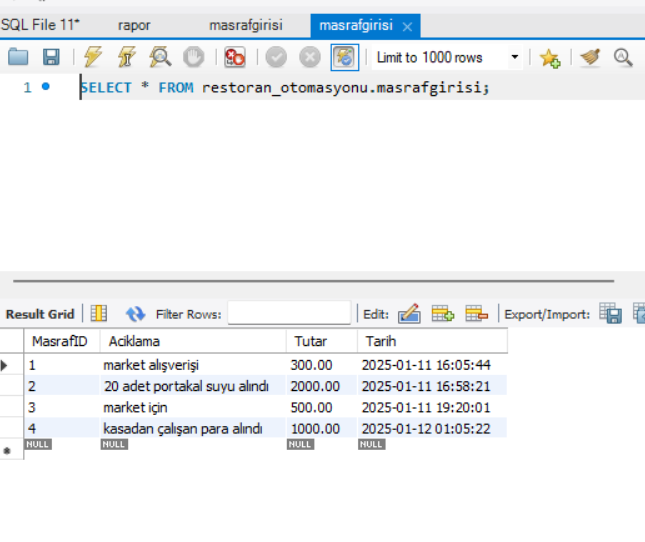 SQL File 11* rapor masrafgirisi masrafgirisi
Limit to 1000 rows
1 SELECT * FROM restoran_otomasyonu.masrafgirisi;
Result Grid Filter Rows: Edit: Export/Import:
MasrafID Aciklama Tutar Tarih
1 market alışverişi 300.00 2025-01-11 16:05:44
2 20 adet portakal suyu alındı 2000.00 2025-01-11 16:58:21
3 market için 500.00 2025-01-11 19:20:01
4 kasadan çalışan para alındı 1000.00 2025-01-12 01:05:22
NULL NULL NULL NULL